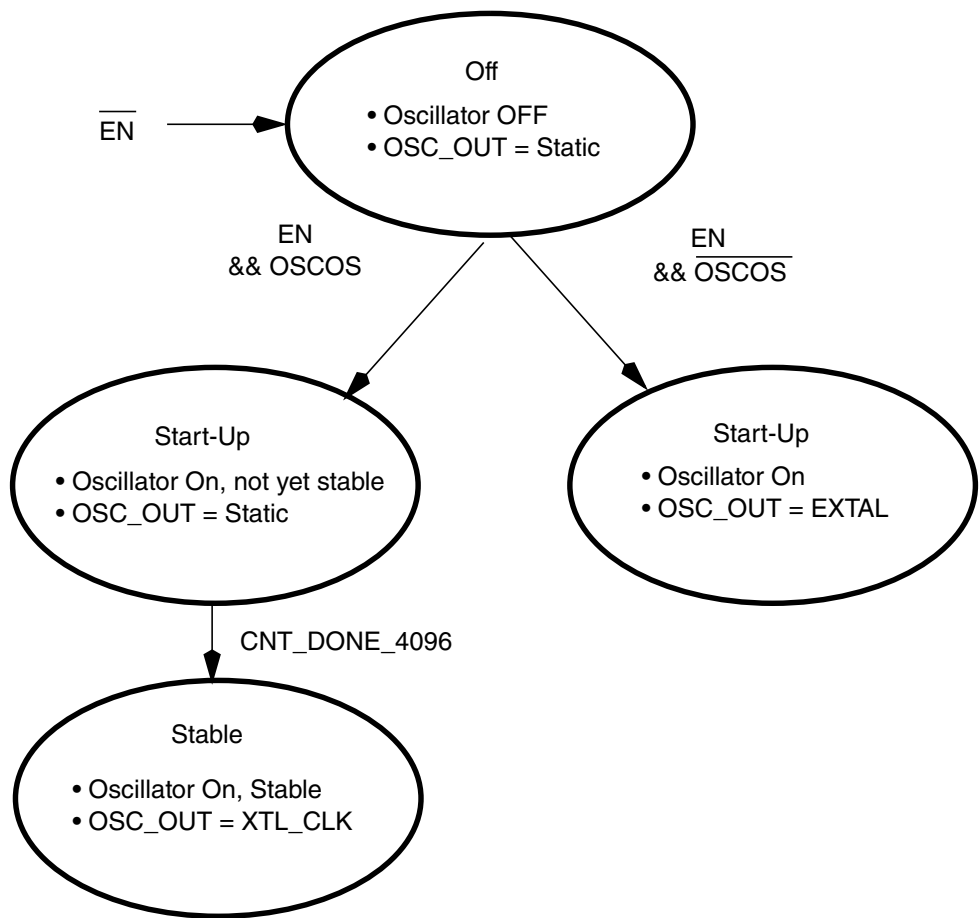 Off
EN
• Oscillator OFF
• OSC_OUT = Static
EN
&& OSCOS
EN
&& OSCOS
Start-Up
• Oscillator On, not yet stable
• OSC_OUT = Static
Start-Up
• Oscillator On
• OSC_OUT = EXTAL
CNT_DONE_4096
Stable
• Oscillator On, Stable
• OSC_OUT = XTL_CLK